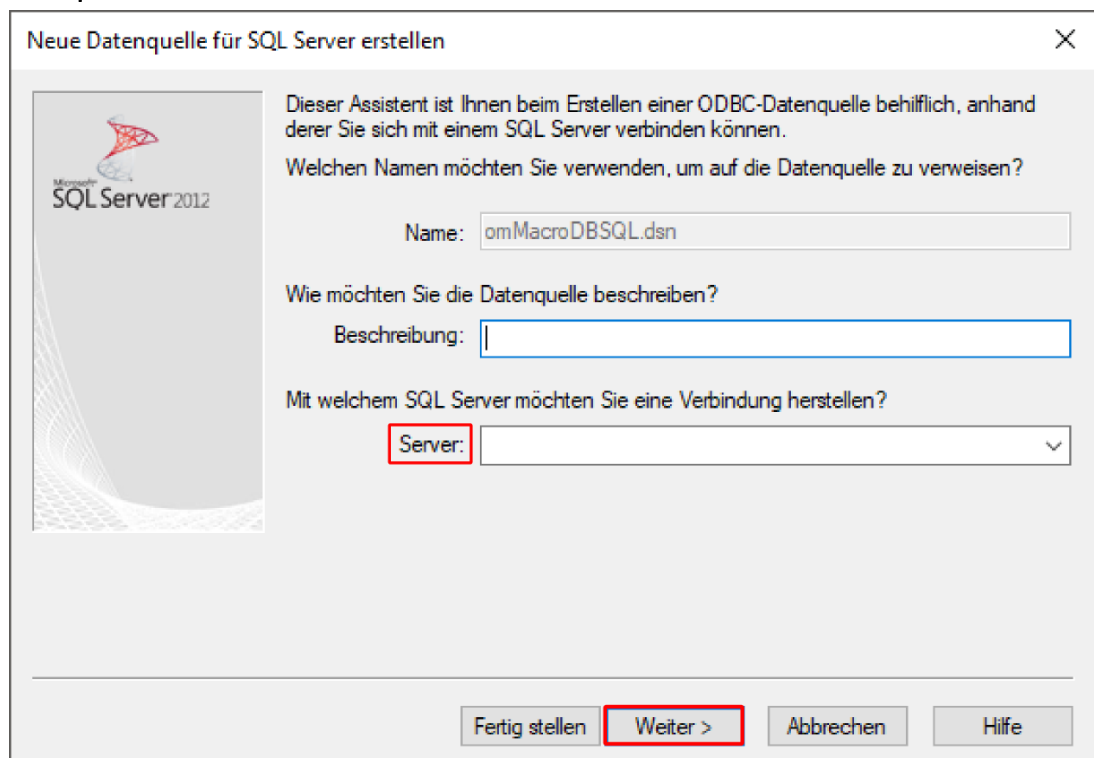 Neue Datenquelle für SQL Server erstellen
Dieser Assistent ist Ihnen beim Erstellen einer ODBC-Datenquelle behilflich, anhand
derer Sie sich mit einem SQL Server verbinden können.
Welchen Namen möchten Sie verwenden, um auf die Datenquelle zu verweisen?
Microsoft
SQL Server 2012
Name: omMacroDBSQL.dsn
Wie möchten Sie die Datenquelle beschreiben?
Beschreibung:
Mit welchem SQL Server möchten Sie eine Verbindung herstellen?
Server:
Fertig stellen Weiter > Abbrechen Hilfe